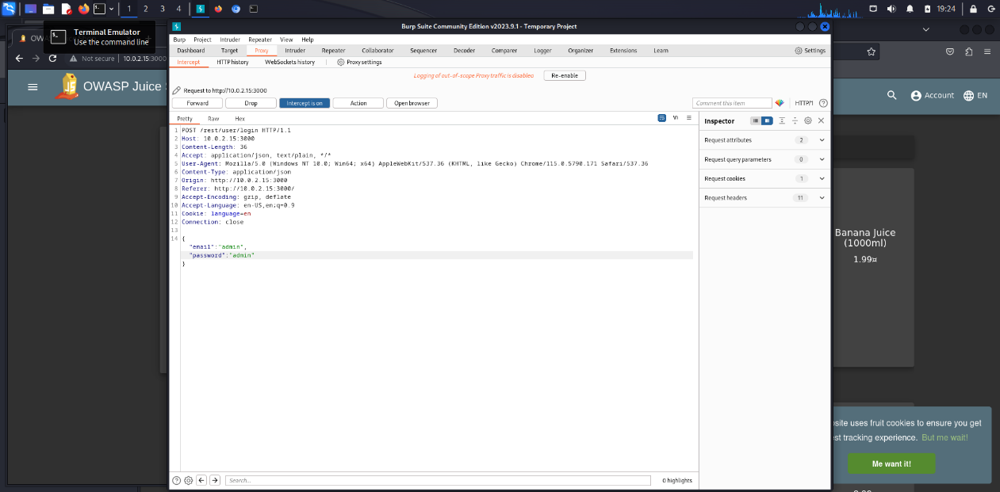 1 2 3 4 19:24
Terminal Emulator
Use the command line
Burp Suite Community Edition v2023.9.1 - Temporary Project
Burp Project Intruder Repeater View Help
Dashboard Target Proxy Intruder Repeater Collaborator Sequencer Decoder Comparer Logger Organizer Extensions Learn Settings
Intercept HTTP history WebSockets history Proxy settings
Not secure 10.0.2.15:3000
Logging of out-of-scope Proxy traffic is disabled Re-enable
OWASP Juice
Account EN
Request to http://10.0.2.15:3000
Forward Drop Intercept is on Action Open browser Comment this item HTTP/1
Pretty Raw Hex
Inspector
1 POST /rest/user/login HTTP/1.1
2 Host: 10.0.2.15:3000
3 Content-Length: 36
4 Accept: application/json, text/plain, */*
5 User-Agent: Mozilla/5.0 (Windows NT 10.0; Win64; x64) AppleWebKit/537.36 (KHTML, like Gecko) Chrome/115.0.5790.171 Safari/537.36
6 Content-Type: application/json
7 Origin: http://10.0.2.15:3000
8 Referer: http://10.0.2.15:3000/
9 Accept-Encoding: gzip, deflate
10 Accept-Language: en-US,en;q=0.9
11 Cookie: language=en
12 Connection: close
13
14 {
"email":"admin",
"password":"admin"
}
Request attributes 2
Request query parameters 0
Request cookies 1
Request headers 11
Banana Juice
(1000ml)
1.99¤
site uses fruit cookies to ensure you get
tracking experience. But me wait!
Me want it!
Search... 0 highlights